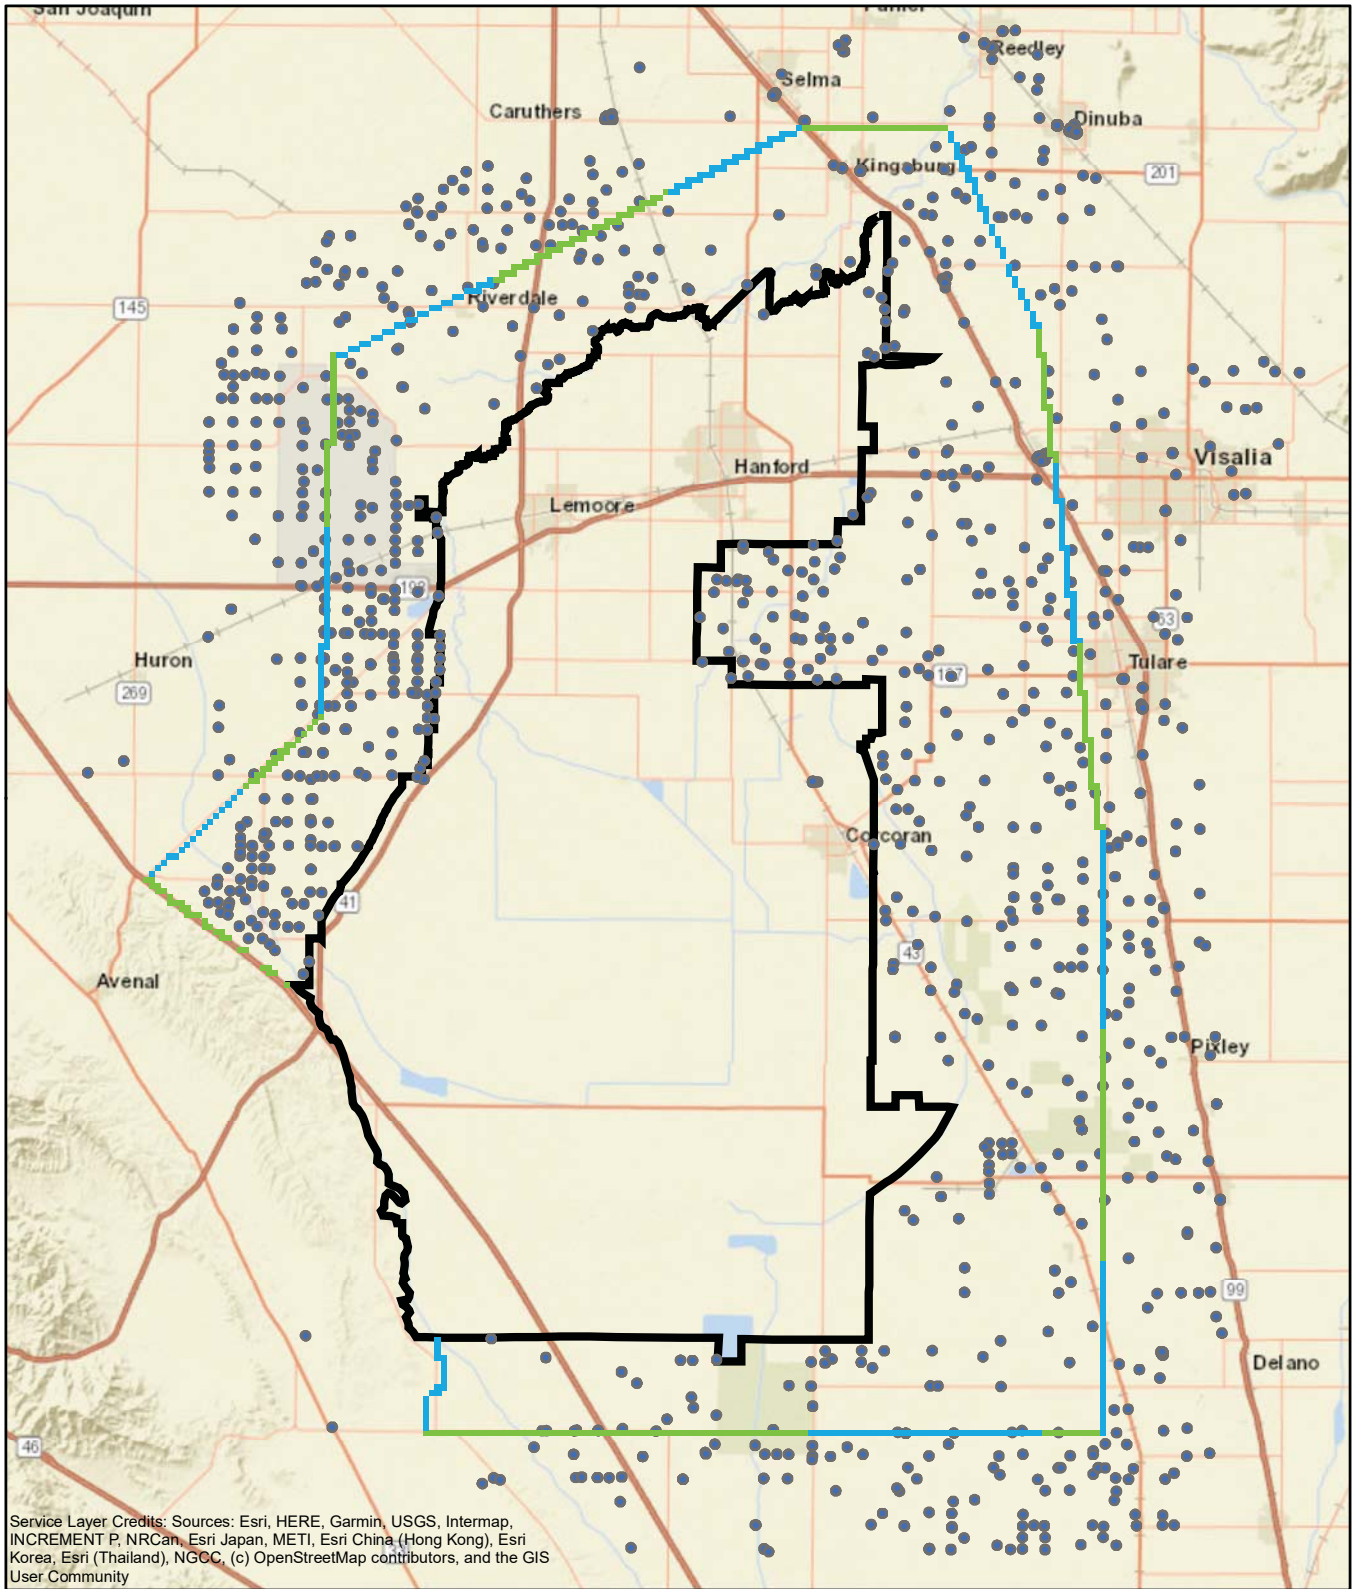 San Joaquin
Parlier
Reedley
Selma
Caruthers
Dinuba
Kingsburg
201
Riverdale
145
Visalia
Hanford
Lemoore
198
63
Huron
Tulare
137
269
Corcoran
41
43
Avenal
Pixley
99
Delano
46
33
Service Layer Credits: Sources: Esri, HERE, Garmin, USGS, Intermap,
INCREMENT P, NRCan, Esri Japan, METI, Esri China (Hong Kong), Esri
Korea, Esri (Thailand), NGCC, (c) OpenStreetMap contributors, and the GIS
User Community